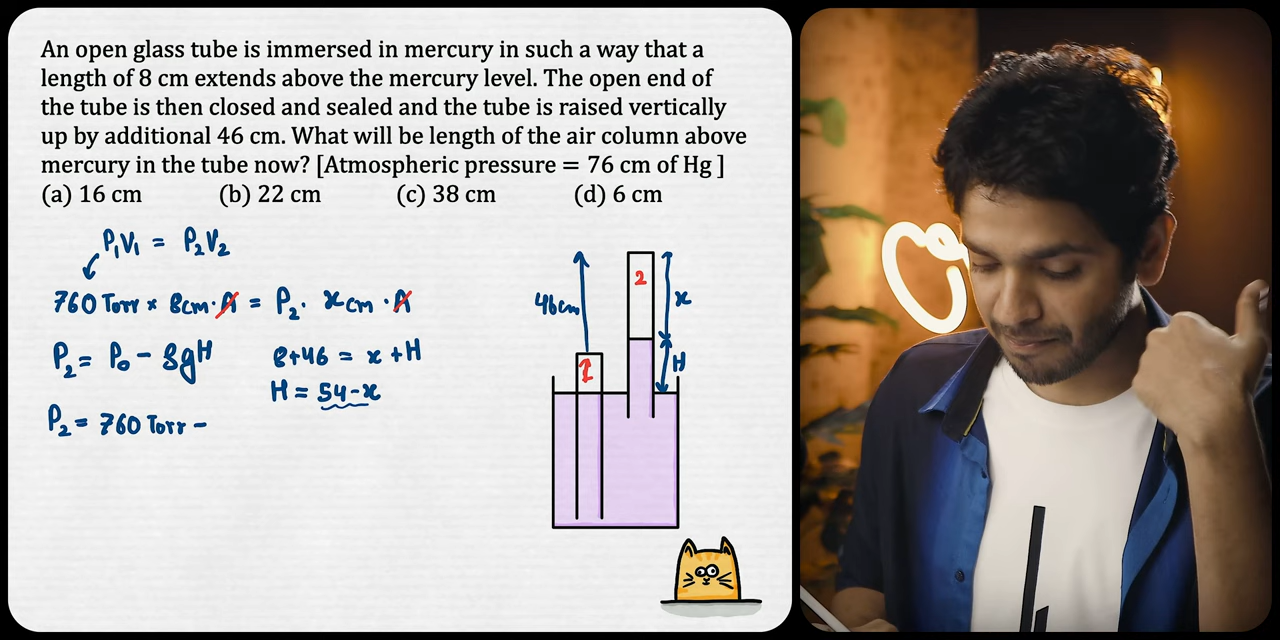 An open glass tube is immersed in mercury in such a way that a
length of 8 cm extends above the mercury level. The open end of
the tube is then closed and sealed and the tube is raised vertically
up by additional 46 cm. What will be length of the air column above
mercury in the tube now? [Atmospheric pressure = 76 cm of Hg ]
(a) 16 cm (b) 22 cm (c) 38 cm (d) 6 cm
P₁V₁ = P₂V₂
760 Torr × 8cm·A = P₂· x cm ·A
P₂ = P₀ − ρgH
8+46 = x + H
H = 54−x
P₂ = 760 Torr −
46cm
1
2
x
H